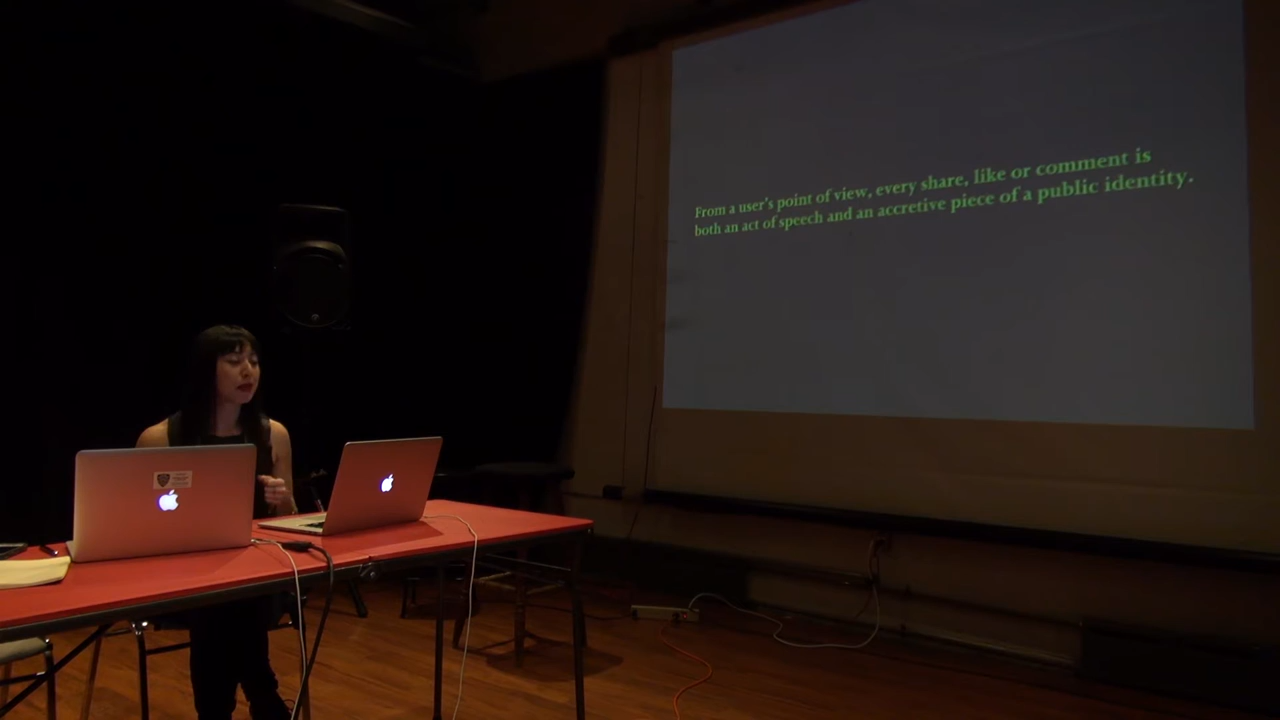 From a user's point of view, every share, like or comment is
both an act of speech and an accretive piece of a public identity.